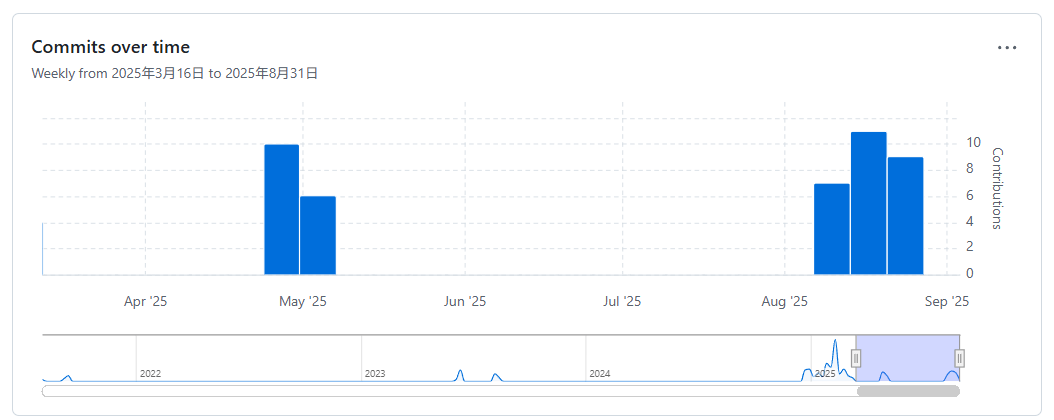 Commits over time
Weekly from 2025年3月16日 to 2025年8月31日
10
8
6
4
2
0
Contributions
Apr '25 May '25 Jun '25 Jul '25 Aug '25 Sep '25
2022 2023 2024 2025